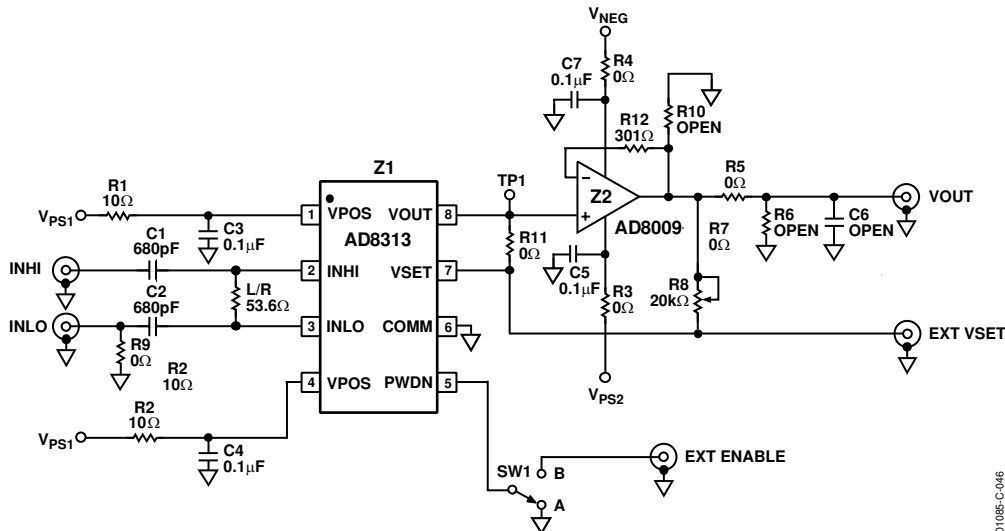 VNEG
C7
0.1µF
R4
0Ω
R12
301Ω
R10
OPEN
Z1
TP1
Z2
AD8009
R5
0Ω
VOUT
R1
10Ω
VPS1
C3
0.1µF
1 VPOS VOUT 8
AD8313
C1
680pF
R11
0Ω
R7
0Ω
R6
OPEN
C6
OPEN
INHI
2 INHI VSET 7
C5
0.1µF
L/R
53.6Ω
C2
680pF
R3
0Ω
R8
20kΩ
INLO
3 INLO COMM 6
EXT VSET
R9
0Ω
R2
10Ω
4 VPOS PWDN 5
VPS2
R2
10Ω
VPS1
C4
0.1µF
SW1
B
A
EXT ENABLE
01085-C-046